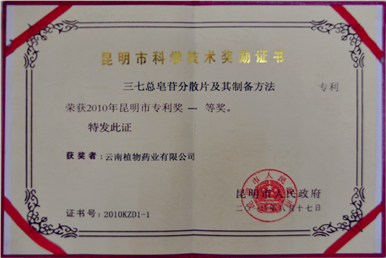 昆明市科学技术奖励证书
三七总皂苷分散片及其制备方法 专利
荣获2010年昆明市专利奖一等奖。
特发此证
获奖者:云南植物药业有限公司
昆明市人民政府
证书号:2010KZD1-1